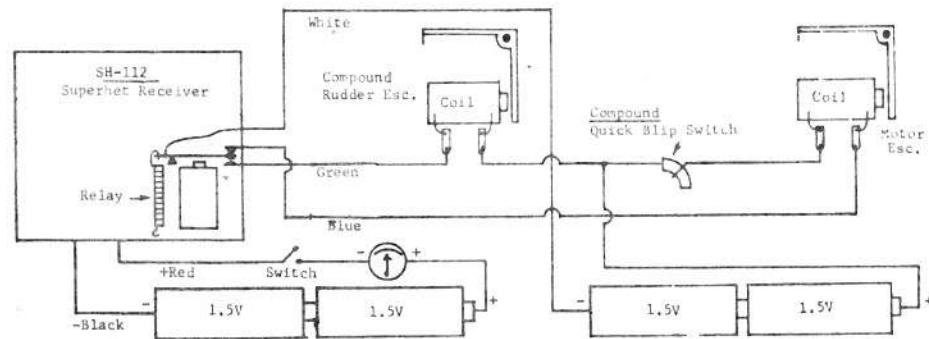 White
SH-112
Superhet Receiver
Compound
Rudder Esc.
Coil
Compound
Quick Blip Switch
Coil
Motor
Esc.
Relay
Green
Blue
+Red
Switch
-
+
-Black
-
1.5V
1.5V
+
-
1.5V
1.5V
+